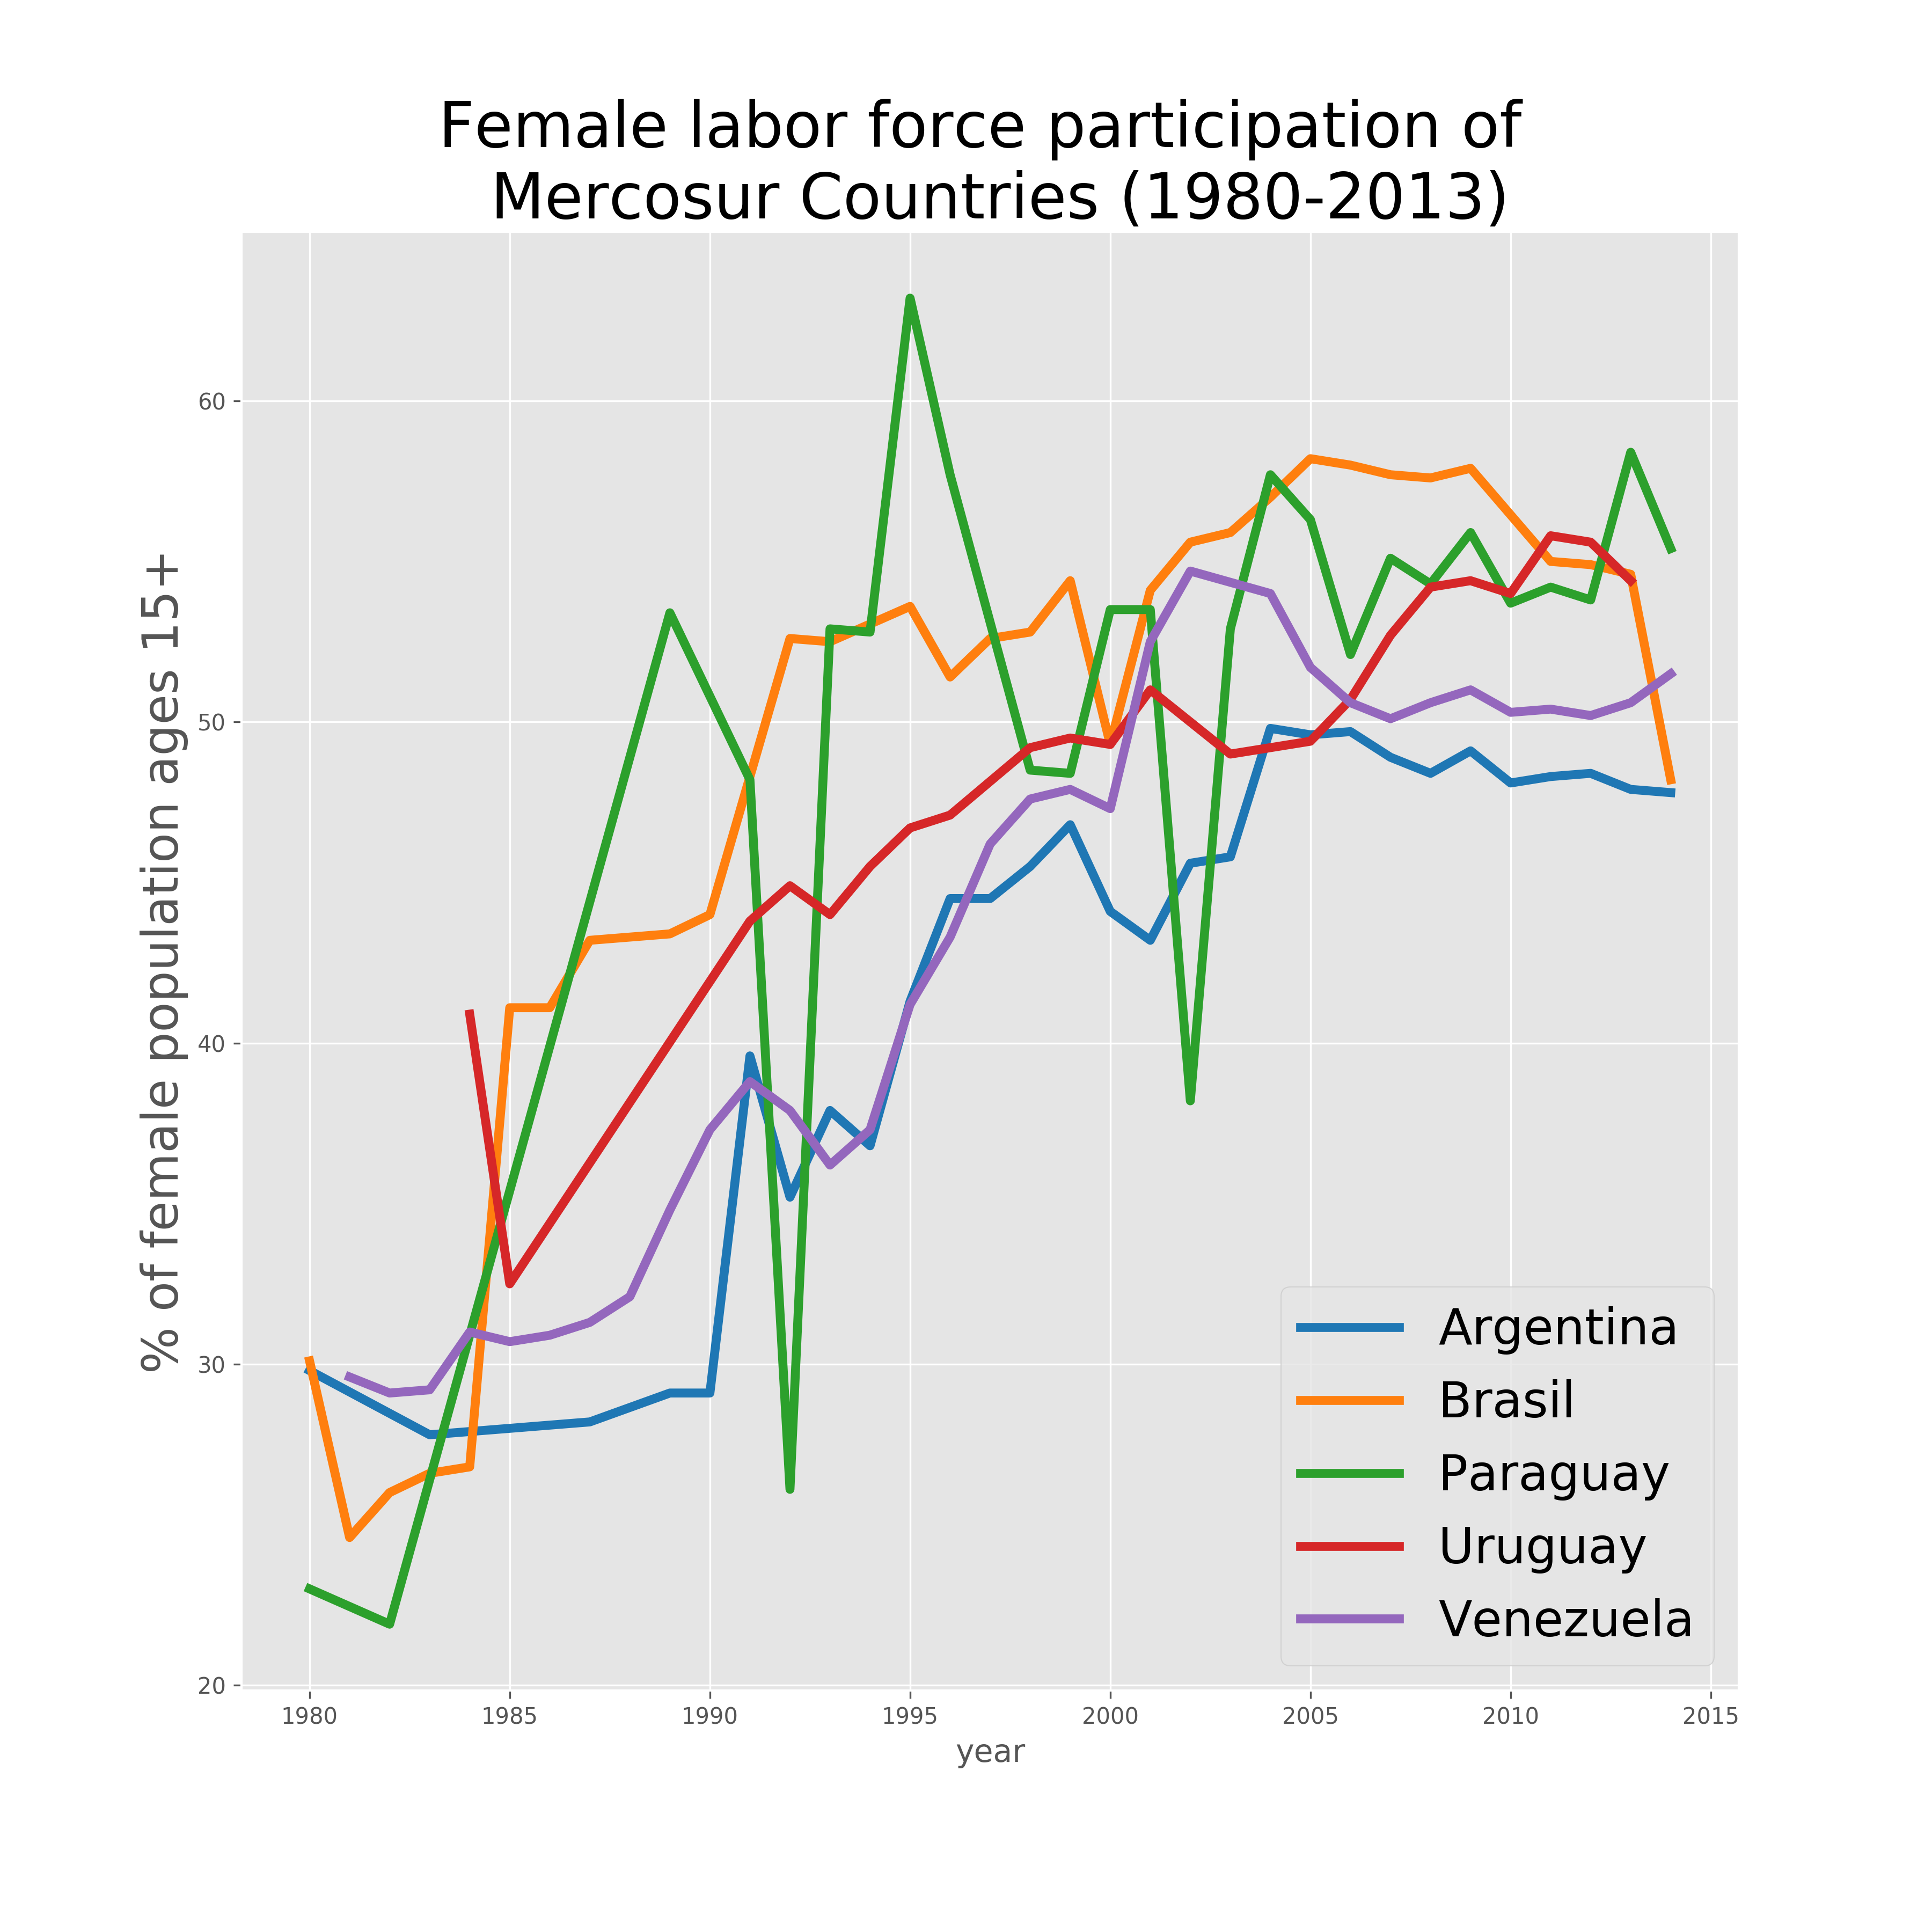 Female labor force participation of
Mercosur Countries (1980-2013)
% of female population ages 15+
60
50
40
30
20
1980 1985 1990 1995 2000 2005 2010 2015
year
Argentina
Brasil
Paraguay
Uruguay
Venezuela